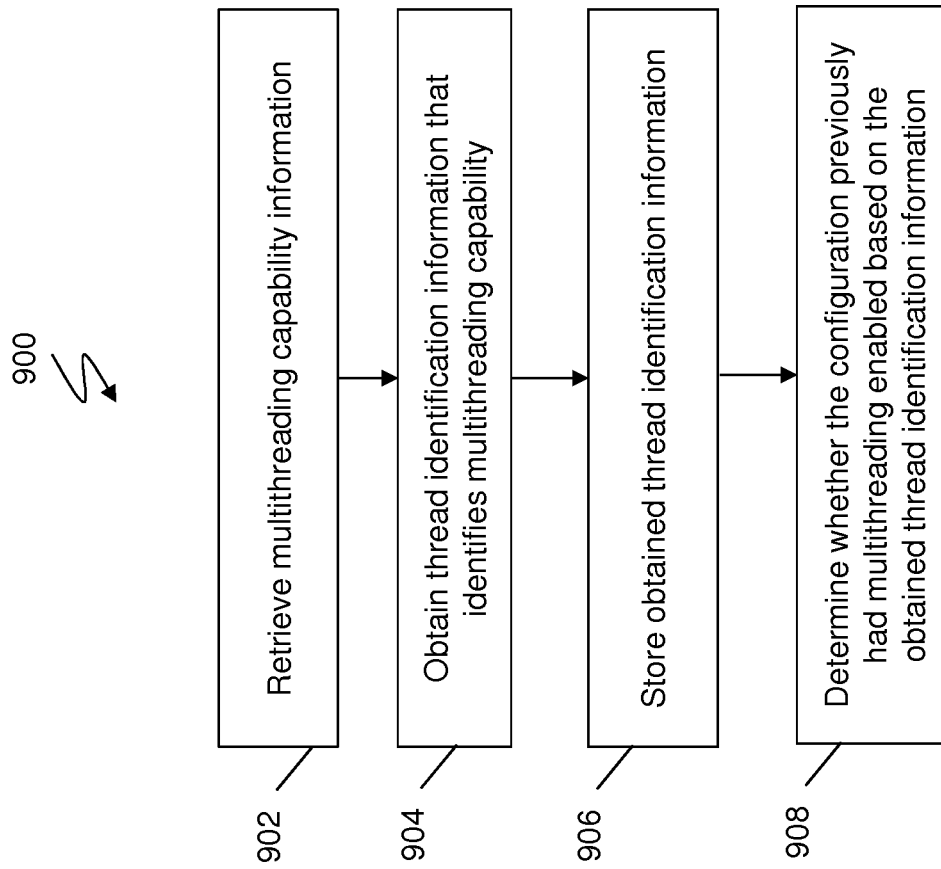 900
902
Retrieve multithreading capability information
904
Obtain thread identification information that
identifies multithreading capability
906
Store obtained thread identification information
908
Determine whether the configuration previously
had multithreading enabled based on the
obtained thread identification information